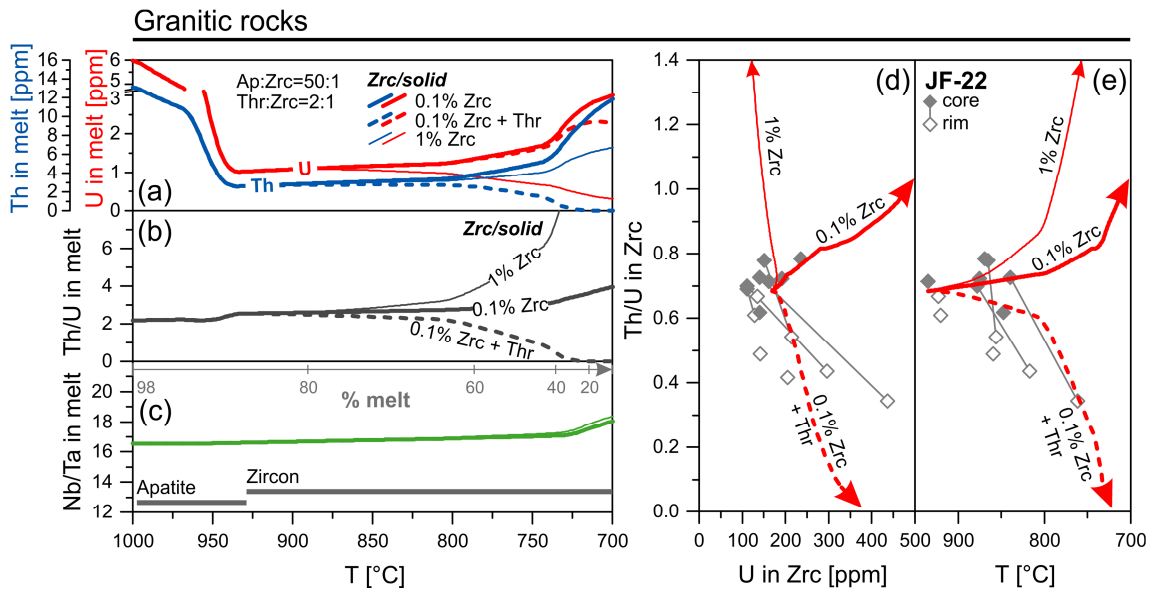 Granitic rocks
Th in melt [ppm]
16
14
12
10
8
6
4
2
0
U in melt [ppm]
6
5
4
3
2
1
0
Ap:Zrc=50:1
Thr:Zrc=2:1
Zrc/solid
0.1% Zrc
0.1% Zrc + Thr
1% Zrc
U
Th
(a)
Th/U in melt
6
4
2
0
(b)
Zrc/solid
1% Zrc
0.1% Zrc
0.1% Zrc + Thr
98
80
60
40
20
% melt
Nb/Ta in melt
20
18
16
14
12
(c)
Apatite
Zircon
1000
950
900
850
800
750
700
T [°C]
Th/U in Zrc
1.4
1.2
1.0
0.8
0.6
0.4
0.2
0.0
(d)
1% Zrc
0.1% Zrc
0.1% Zrc
+ Thr
0
100
200
300
400
500
U in Zrc [ppm]
(e)
JF-22
core
rim
1% Zrc
0.1% Zrc
0.1% Zrc
+ Thr
900
800
700
T [°C]